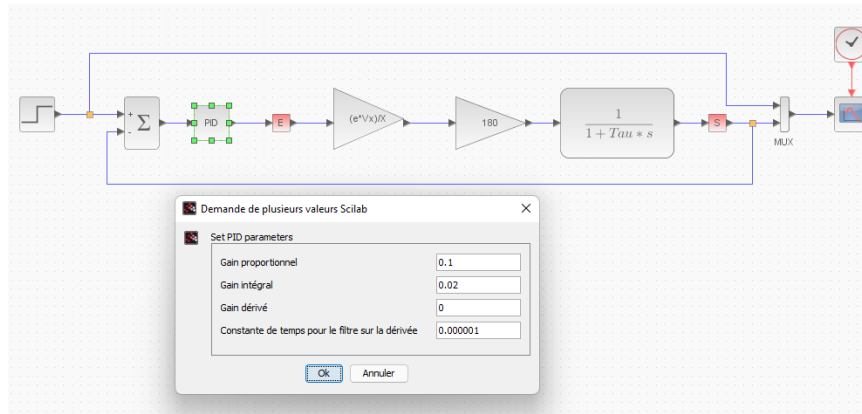 +
-
Σ
PID
E
(e*Vx)/X
180
1
1 + Tau * s
S
MUX
Demande de plusieurs valeurs Scilab
Set PID parameters
Gain proportionnel 0.1
Gain intégral 0.02
Gain dérivé 0
Constante de temps pour le filtre sur la dérivée 0.000001
Ok Annuler